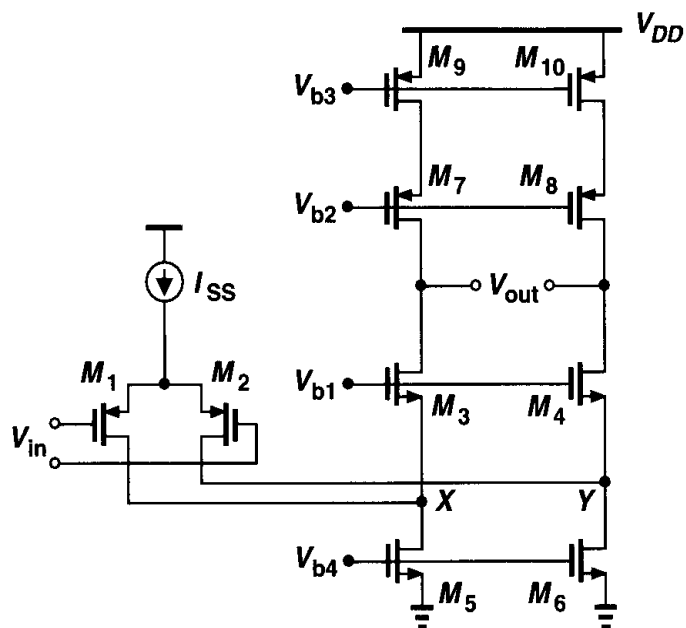 V_DD
M_9
M_10
V_b3
M_7
M_8
V_b2
I_SS
V_out
M_1
M_2
V_b1
M_3
M_4
V_in
X
Y
V_b4
M_5
M_6